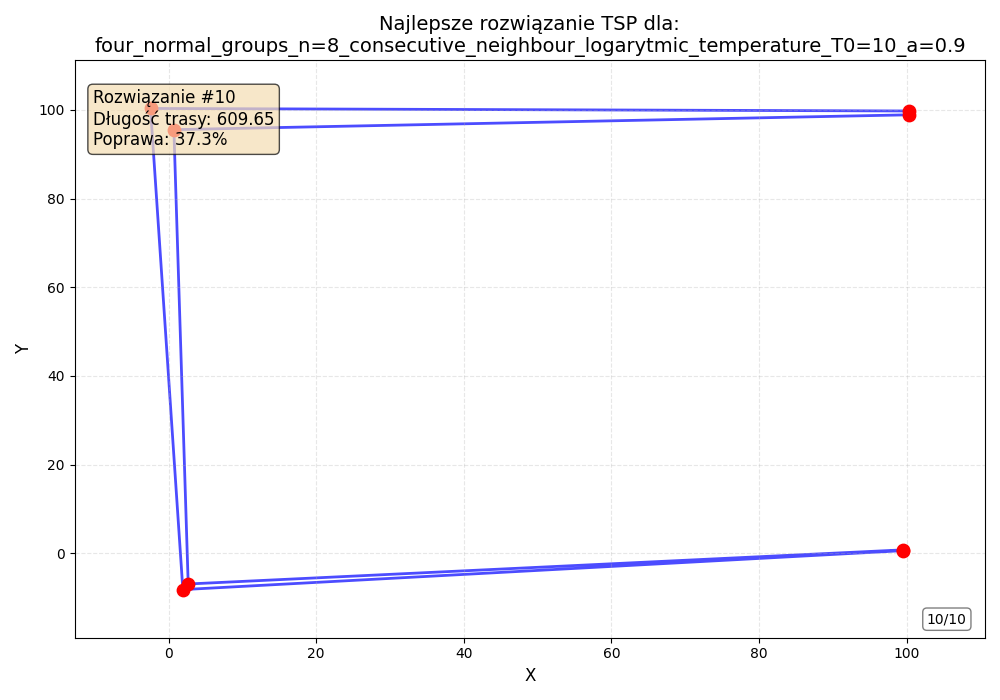 Najlepsze rozwiązanie TSP dla:
four_normal_groups_n=8_consecutive_neighbour_logarytmic_temperature_T0=10_a=0.9
Rozwiązanie #10
Długość trasy: 609.65
Poprawa: 37.3%
100
80
60
40
20
0
Y
10/10
0
20
40
60
80
100
X